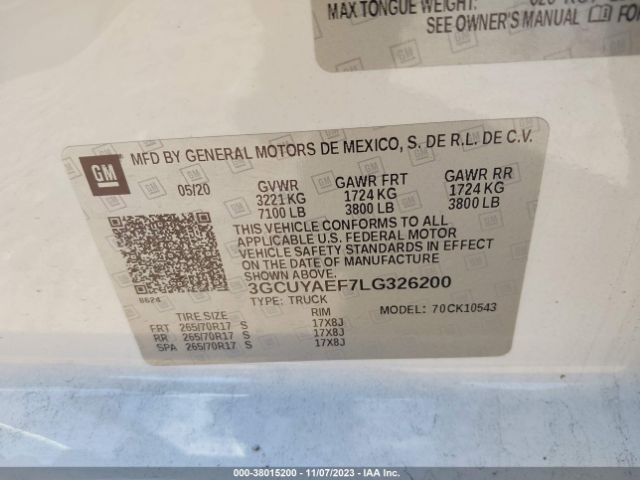 MAX TONGUE WEIGHT:
SEE OWNER'S MANUAL FO
GM
MFD BY GENERAL MOTORS DE MEXICO, S. DE R.L. DE C.V.
05/20 GVWR GAWR FRT GAWR RR
3221 KG 1724 KG 1724 KG
7100 LB 3800 LB 3800 LB
THIS VEHICLE CONFORMS TO ALL
APPLICABLE U.S. FEDERAL MOTOR
VEHICLE SAFETY STANDARDS IN EFFECT
ON THE DATE OF MANUFACTURE
SHOWN ABOVE.
3GCUYAEF7LG326200
8624 TYPE: TRUCK MODEL: 70CK10543
TIRE SIZE RIM
FRT 265/70R17 S 17X8J
RR 265/70R17 S 17X8J
SPA 265/70R17 S 17X8J
000-38015200 - 11/07/2023 - IAA Inc.